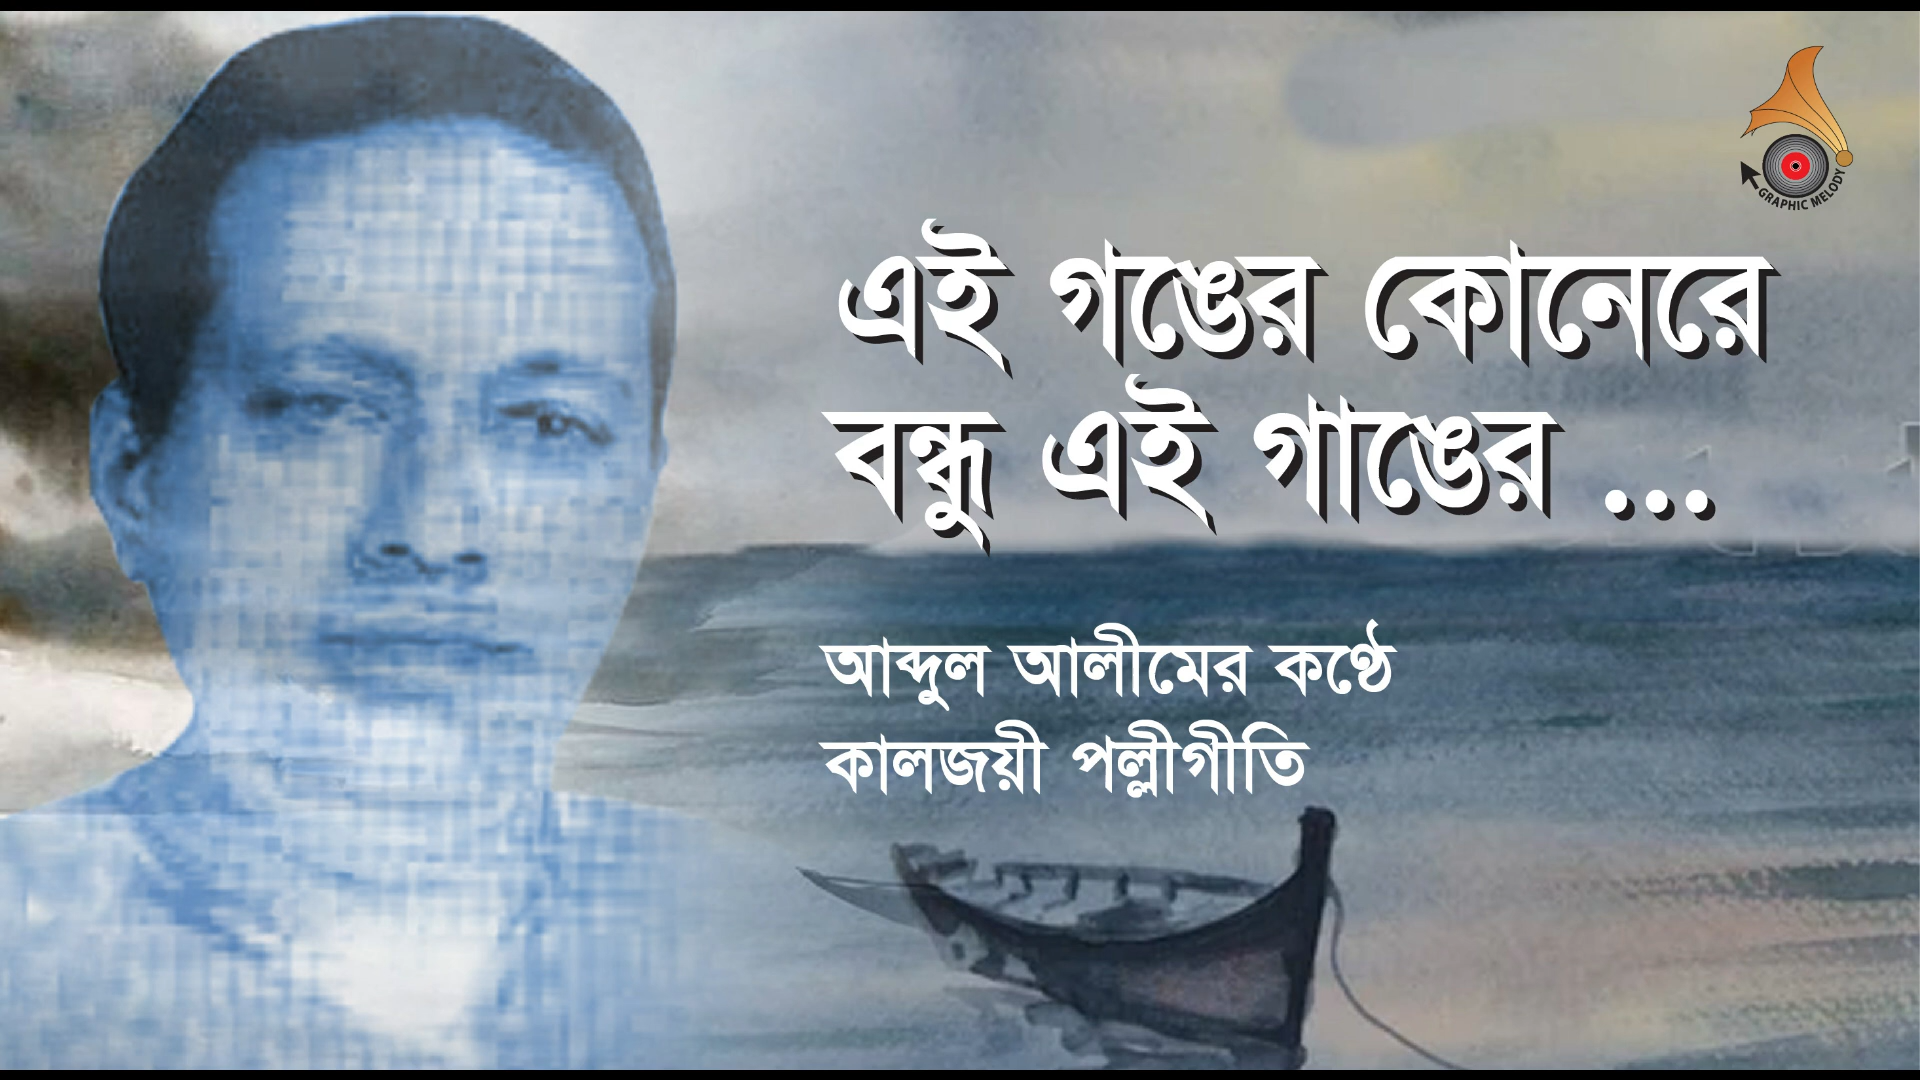 GRAPHIC MELODY
এই গঙের কোনেরে
বন্ধু এই গাঙের ...
আব্দুল আলীমের কণ্ঠে
কালজয়ী পল্লীগীতি